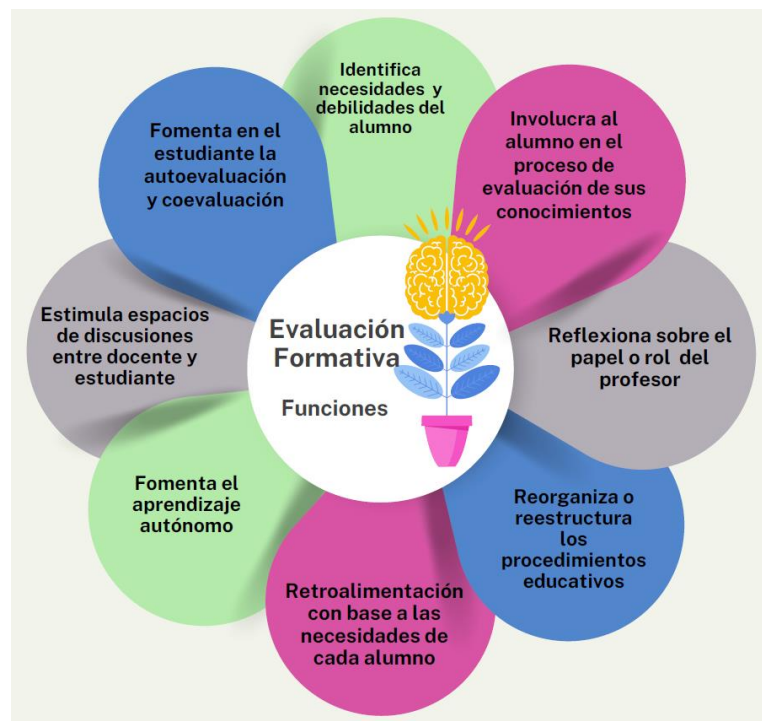 Evaluación
Formativa
Funciones
Identifica
necesidades y
debilidades del
alumno
Involucra al
alumno en el
proceso de
evaluación de sus
conocimientos
Reflexiona sobre el
papel o rol del
profesor
Reorganiza o
reestructura
los
procedimientos
educativos
Retroalimentación
con base a las
necesidades de
cada alumno
Fomenta el
aprendizaje
autónomo
Estimula espacios
de discusiones
entre docente y
estudiante
Fomenta en el
estudiante la
autoevaluación
y coevaluación